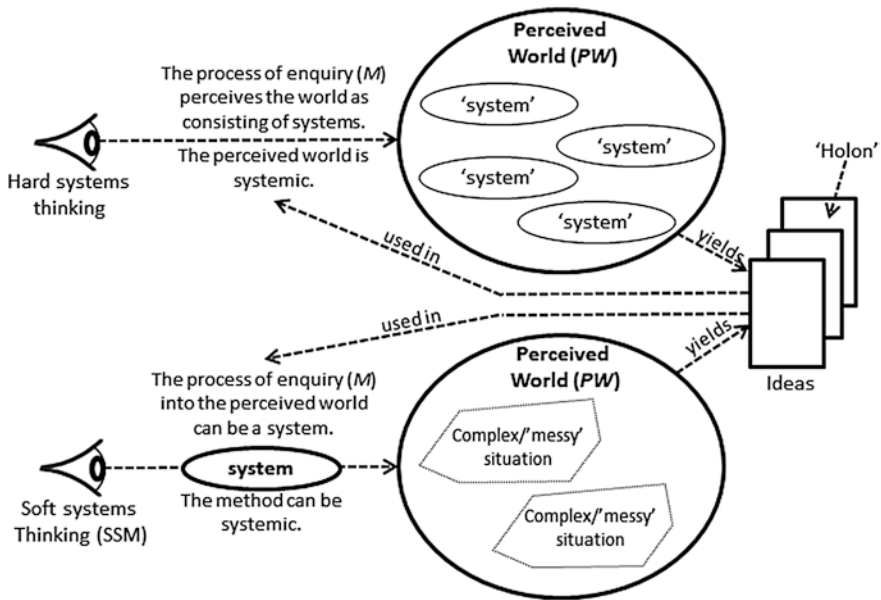 Perceived
World (PW)
The process of enquiry (M)
perceives the world as
consisting of systems.
The perceived world is
systemic.
Hard systems
thinking
‘system’
‘system’
‘system’
‘system’
‘Holon’
yields
used in
used in
yields
Ideas
Perceived
World (PW)
The process of enquiry (M)
into the perceived world
can be a system.
system
The method can be
systemic.
Soft systems
Thinking (SSM)
Complex/’messy’
situation
Complex/’messy’
situation